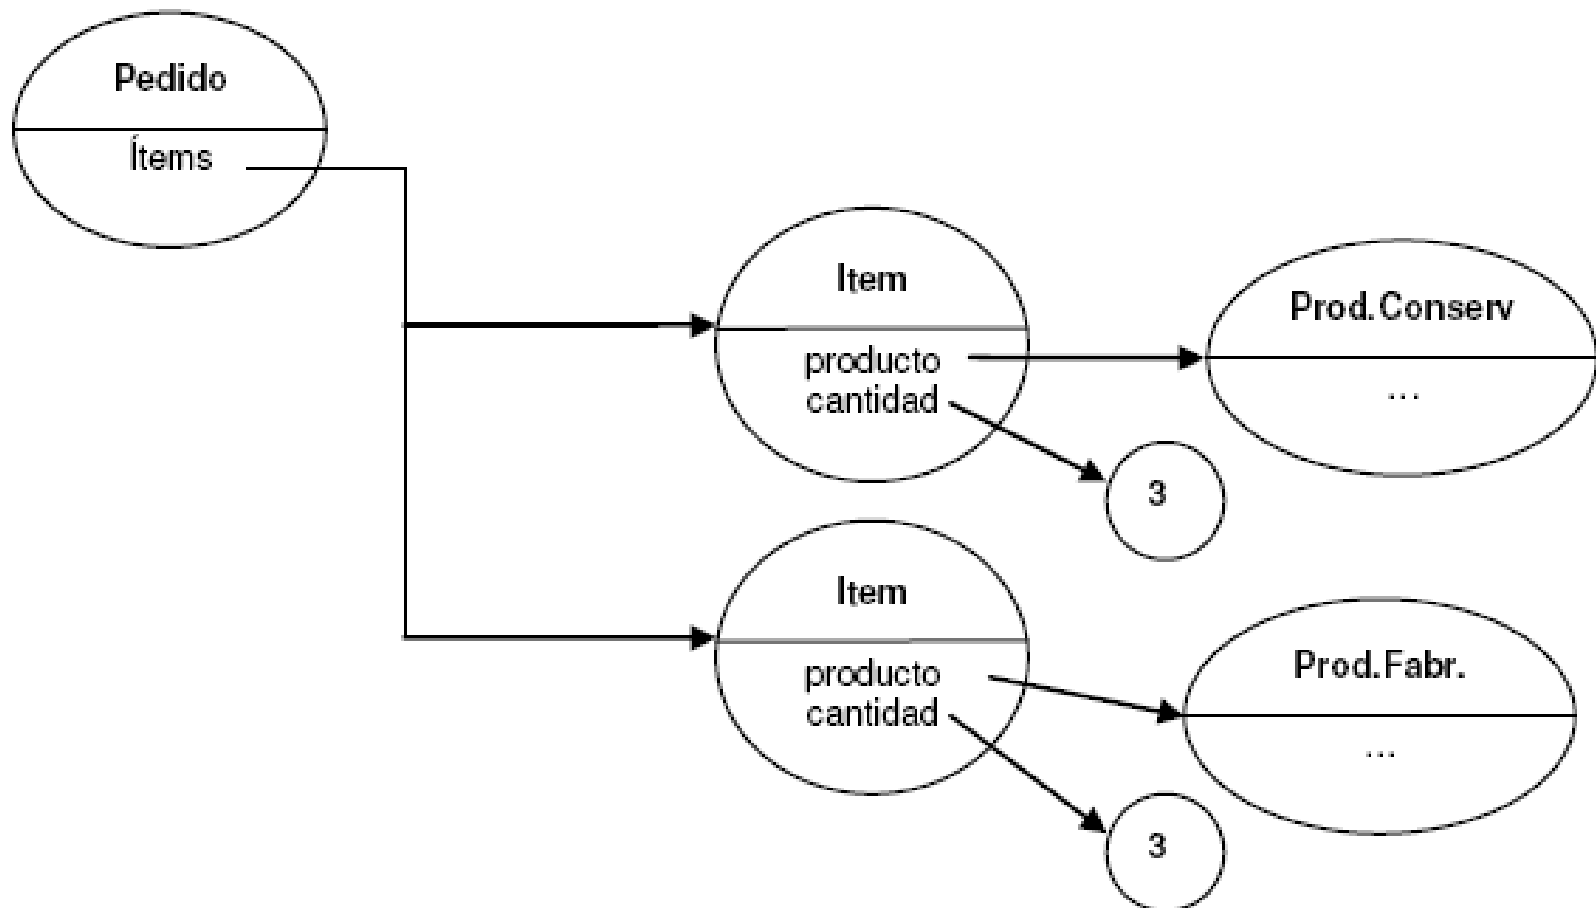 Pedido
Ítems
Item
producto
cantidad
Prod.Conserv
...
3
Item
producto
cantidad
Prod.Fabr.
...
3